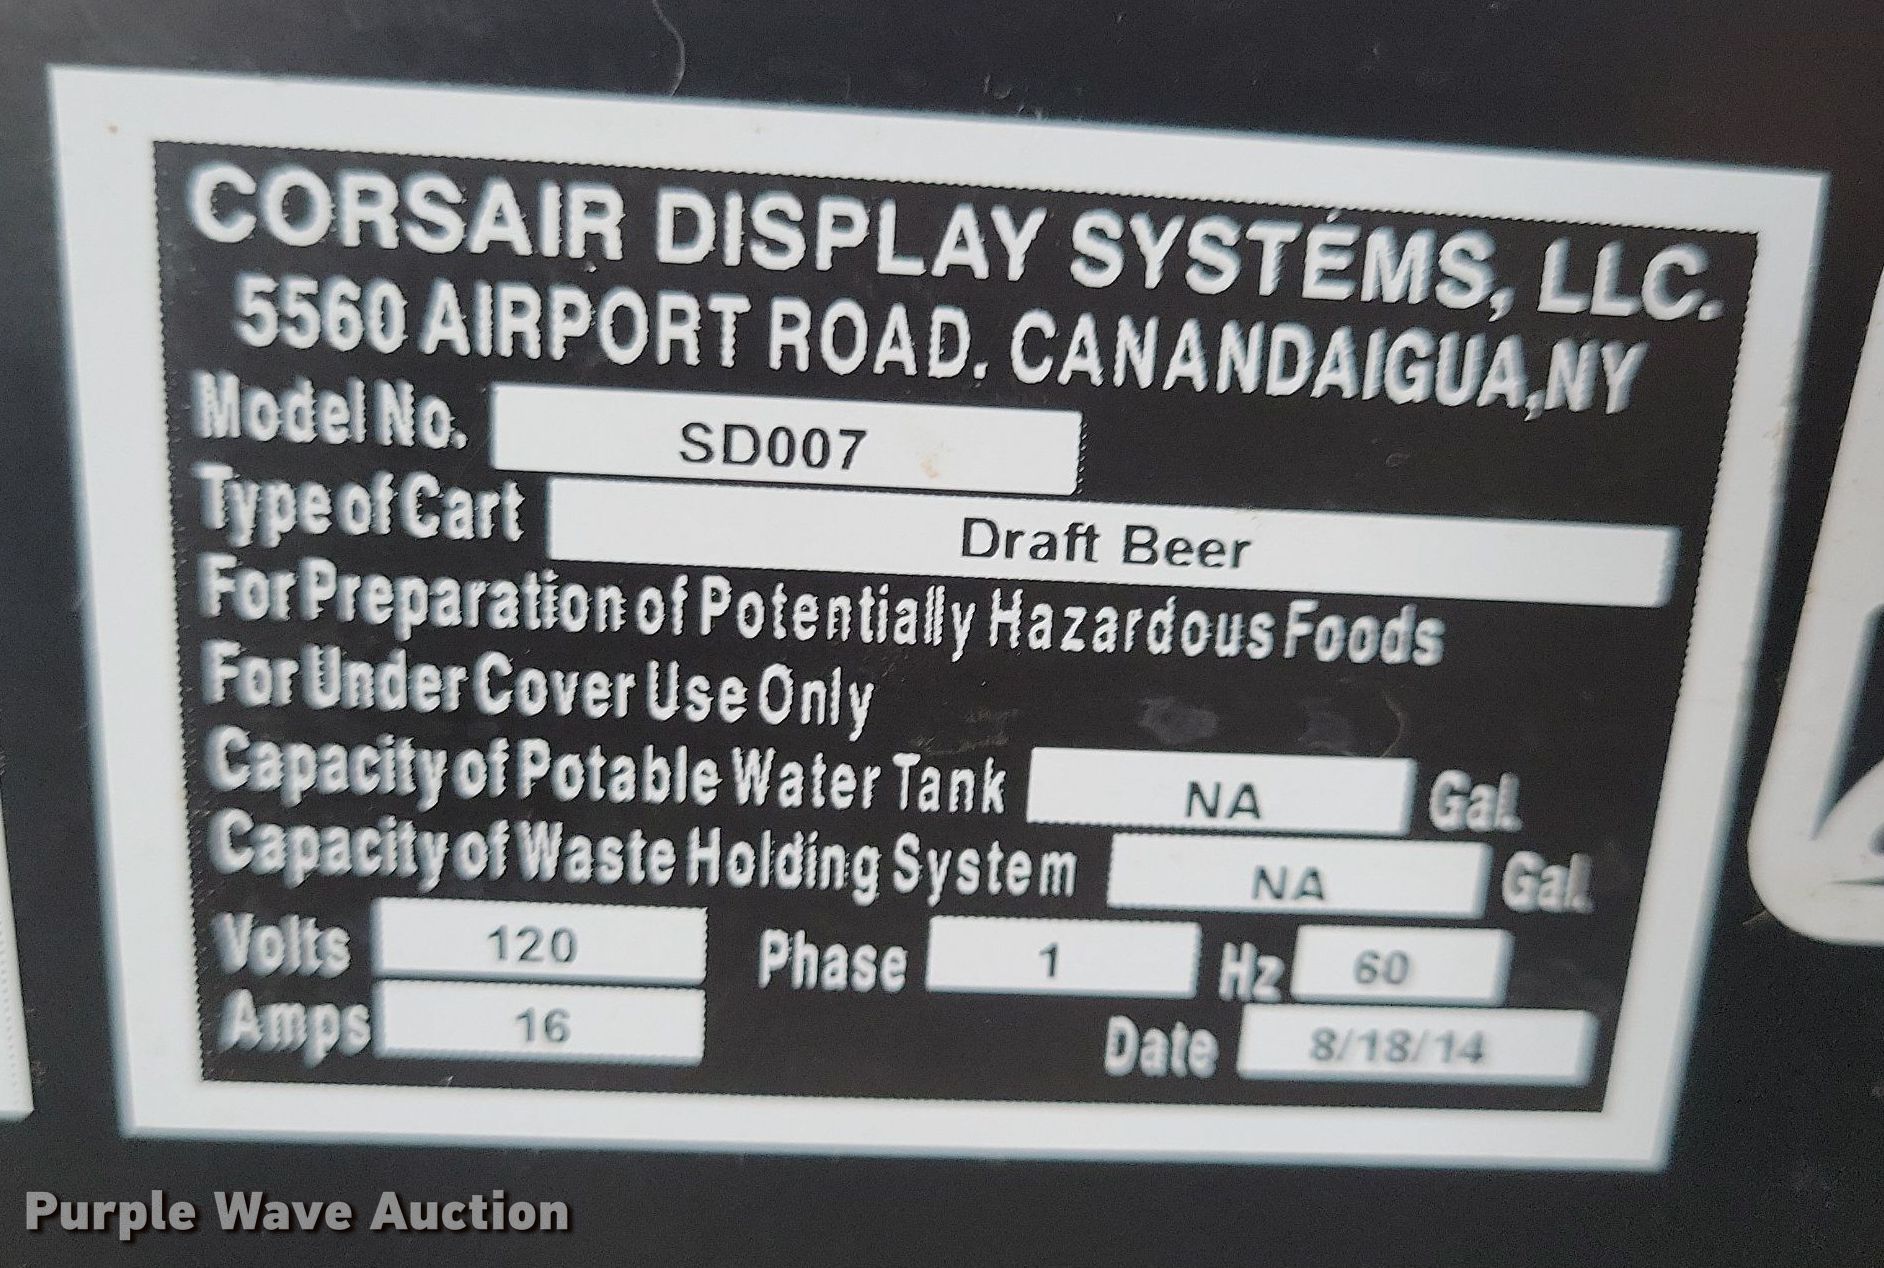 CORSAIR DISPLAY SYSTEMS, LLC.
5560 AIRPORT ROAD. CANANDAIGUA,NY
Model No. SD007
Type of Cart Draft Beer
For Preparation of Potentially Hazardous Foods
For Under Cover Use Only
Capacity of Potable Water Tank NA Gal.
Capacity of Waste Holding System NA Gal.
Volts 120 Phase 1 Hz 60
Amps 16 Date 8/18/14
Purple Wave Auction